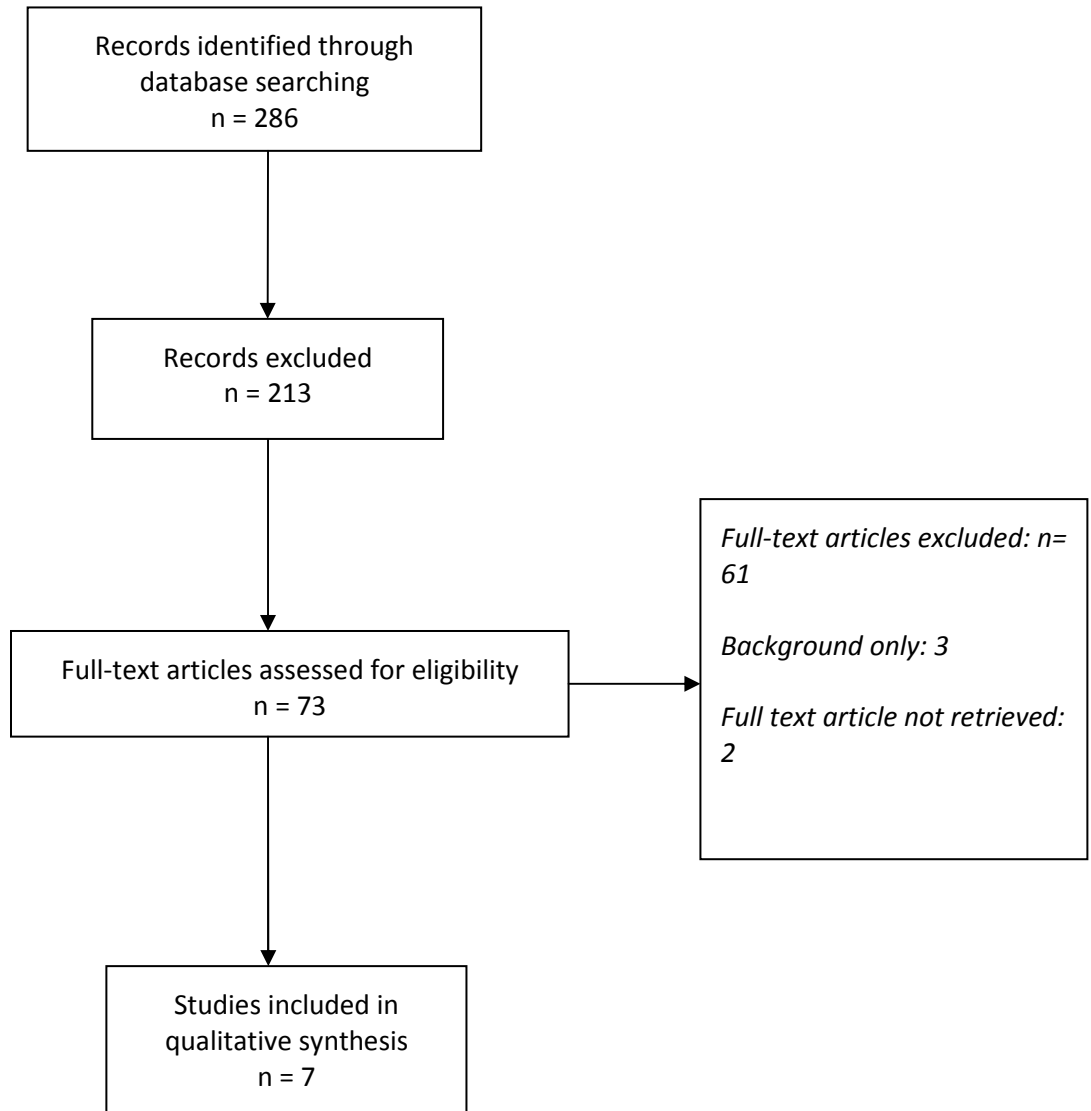 Records identified through
database searching
n = 286
Records excluded
n = 213
Full-text articles assessed for eligibility
n = 73
Full-text articles excluded: n=
61
Background only: 3
Full text article not retrieved:
2
Studies included in
qualitative synthesis
n = 7